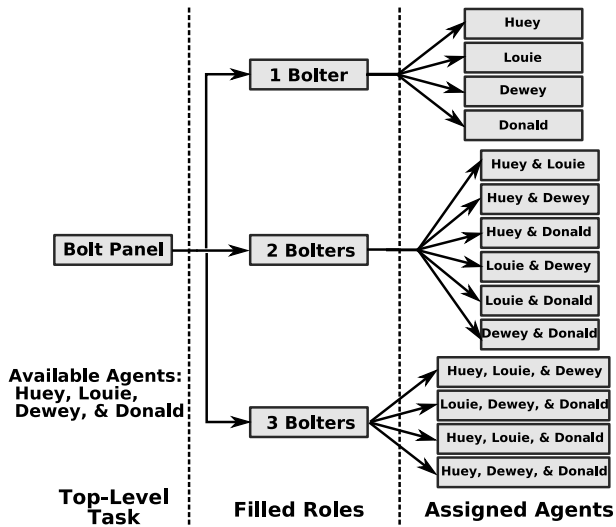 Huey
Louie
1 Bolter
Dewey
Donald
Huey & Louie
Huey & Dewey
Huey & Donald
Bolt Panel
2 Bolters
Louie & Dewey
Louie & Donald
Dewey & Donald
Available Agents:
Huey, Louie,
Dewey, & Donald
Huey, Louie, & Dewey
Louie, Dewey, & Donald
3 Bolters
Huey, Louie, & Donald
Huey, Dewey, & Donald
Top-Level
Task
Filled Roles
Assigned Agents